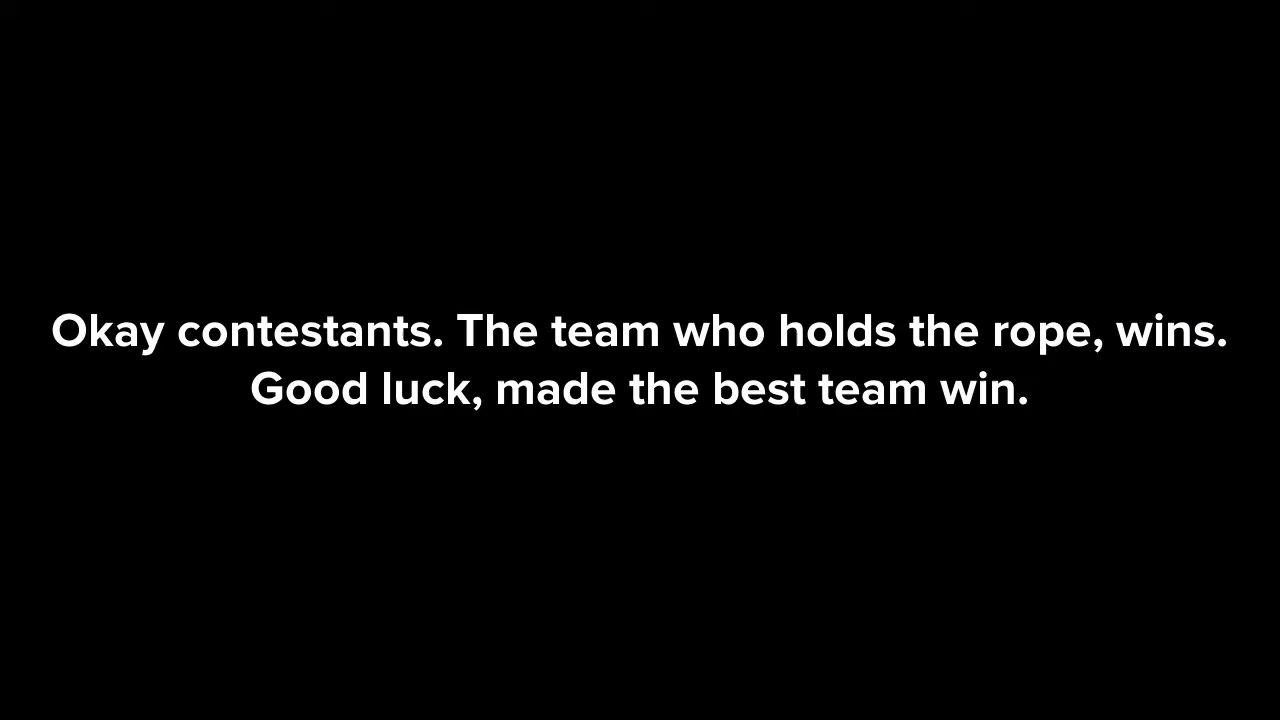 Okay contestants. The team who holds the rope, wins.
Good luck, made the best team win.